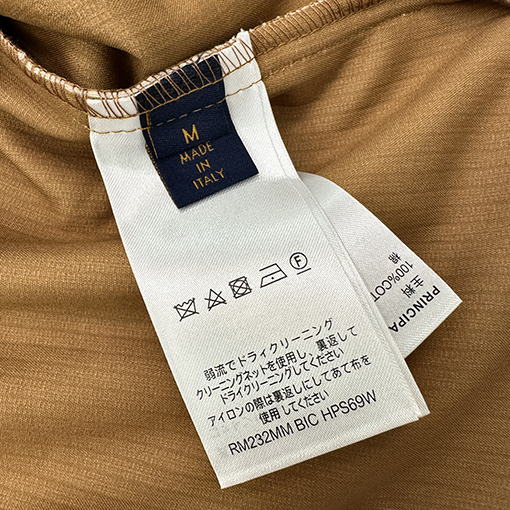 M
MADE
IN
ITALY
弱流でドライクリーニング
クリーニングネットを使用し、裏返して
ドライクリーニングしてください
アイロンの際は裏返しにしてあて布を
使用してください
RM232MM BIC HPS69W
PRINCIPA
主料
100%COT
棉